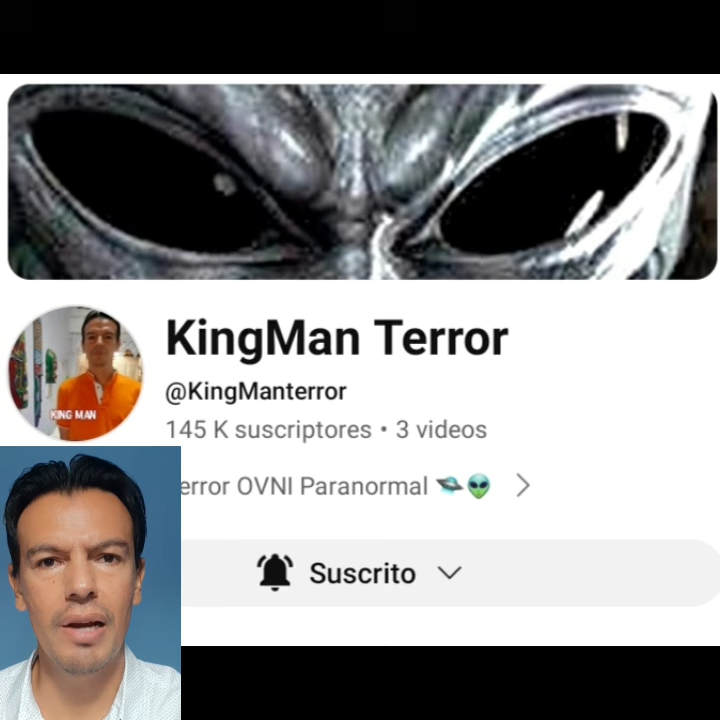 KingMan Terror
@KingManterror
145 K suscriptores • 3 videos
KING MAN
error OVNI Paranormal 🛸👽 >
Suscrito